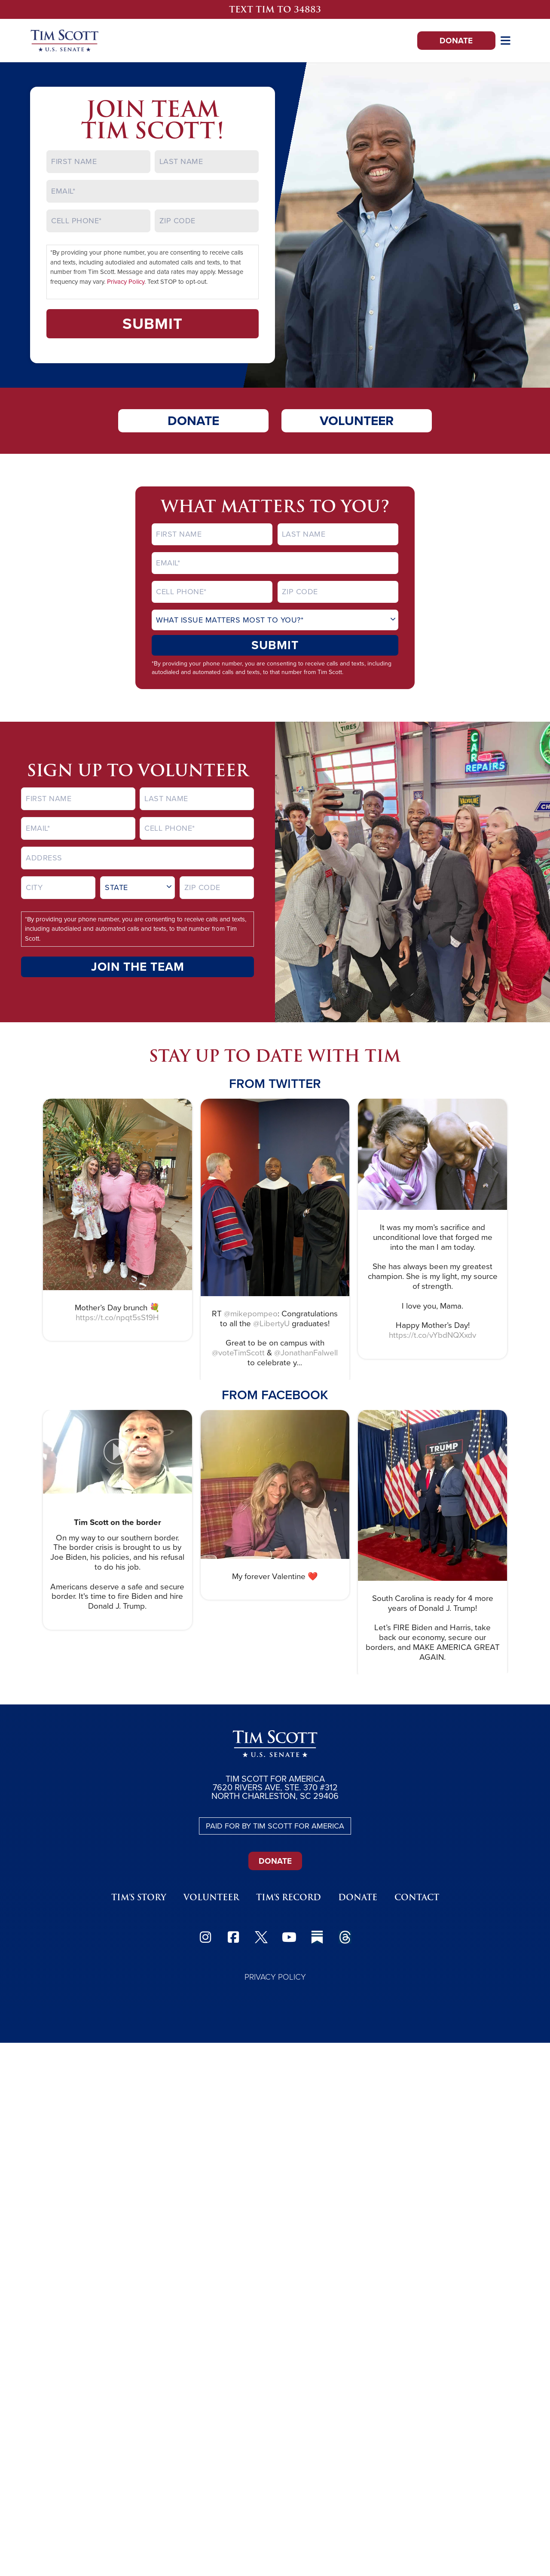 TEXT TIM TO 34883
TIM SCOTT
U.S. SENATE
DONATE
JOIN TEAM
TIM SCOTT!
FIRST NAME
LAST NAME
EMAIL*
CELL PHONE*
ZIP CODE
*By providing your phone number, you are consenting to receive calls
and texts, including autodialed and automated calls and texts, to that
number from Tim Scott. Message and data rates may apply. Message
frequency may vary. Privacy Policy. Text STOP to opt-out.
SUBMIT
DONATE
VOLUNTEER
WHAT MATTERS TO YOU?
FIRST NAME
LAST NAME
EMAIL*
CELL PHONE*
ZIP CODE
WHAT ISSUE MATTERS MOST TO YOU?*
SUBMIT
*By providing your phone number, you are consenting to receive calls and texts, including
autodialed and automated calls and texts, to that number from Tim Scott.
SIGN UP TO VOLUNTEER
FIRST NAME
LAST NAME
EMAIL*
CELL PHONE*
ADDRESS
CITY
STATE
ZIP CODE
*By providing your phone number, you are consenting to receive calls and texts,
including autodialed and automated calls and texts, to that number from Tim
Scott.
JOIN THE TEAM
TIRES
CAR
REPAIRS
VALVOLINE
STAY UP TO DATE WITH TIM
FROM TWITTER
Mother's Day brunch 💐
https://t.co/npqt5sS19H
RT @mikepompeo: Congratulations
to all the @LibertyU graduates!
Great to be on campus with
@voteTimScott & @JonathanFalwell
to celebrate y…
It was my mom's sacrifice and
unconditional love that forged me
into the man I am today.
She has always been my greatest
champion. She is my light, my source
of strength.
I love you, Mama.
Happy Mother's Day!
https://t.co/vYbdNQXxdv
FROM FACEBOOK
Tim Scott on the border
On my way to our southern border.
The border crisis is brought to us by
Joe Biden, his policies, and his refusal
to do his job.
Americans deserve a safe and secure
border. It's time to fire Biden and hire
Donald J. Trump.
My forever Valentine ❤️
TRUMP
South Carolina is ready for 4 more
years of Donald J. Trump!
Let's FIRE Biden and Harris, take
back our economy, secure our
borders, and MAKE AMERICA GREAT
AGAIN.
TIM SCOTT
U.S. SENATE
TIM SCOTT FOR AMERICA
7620 RIVERS AVE, STE. 370 #312
NORTH CHARLESTON, SC 29406
PAID FOR BY TIM SCOTT FOR AMERICA
DONATE
TIM'S STORY
VOLUNTEER
TIM'S RECORD
DONATE
CONTACT
PRIVACY POLICY